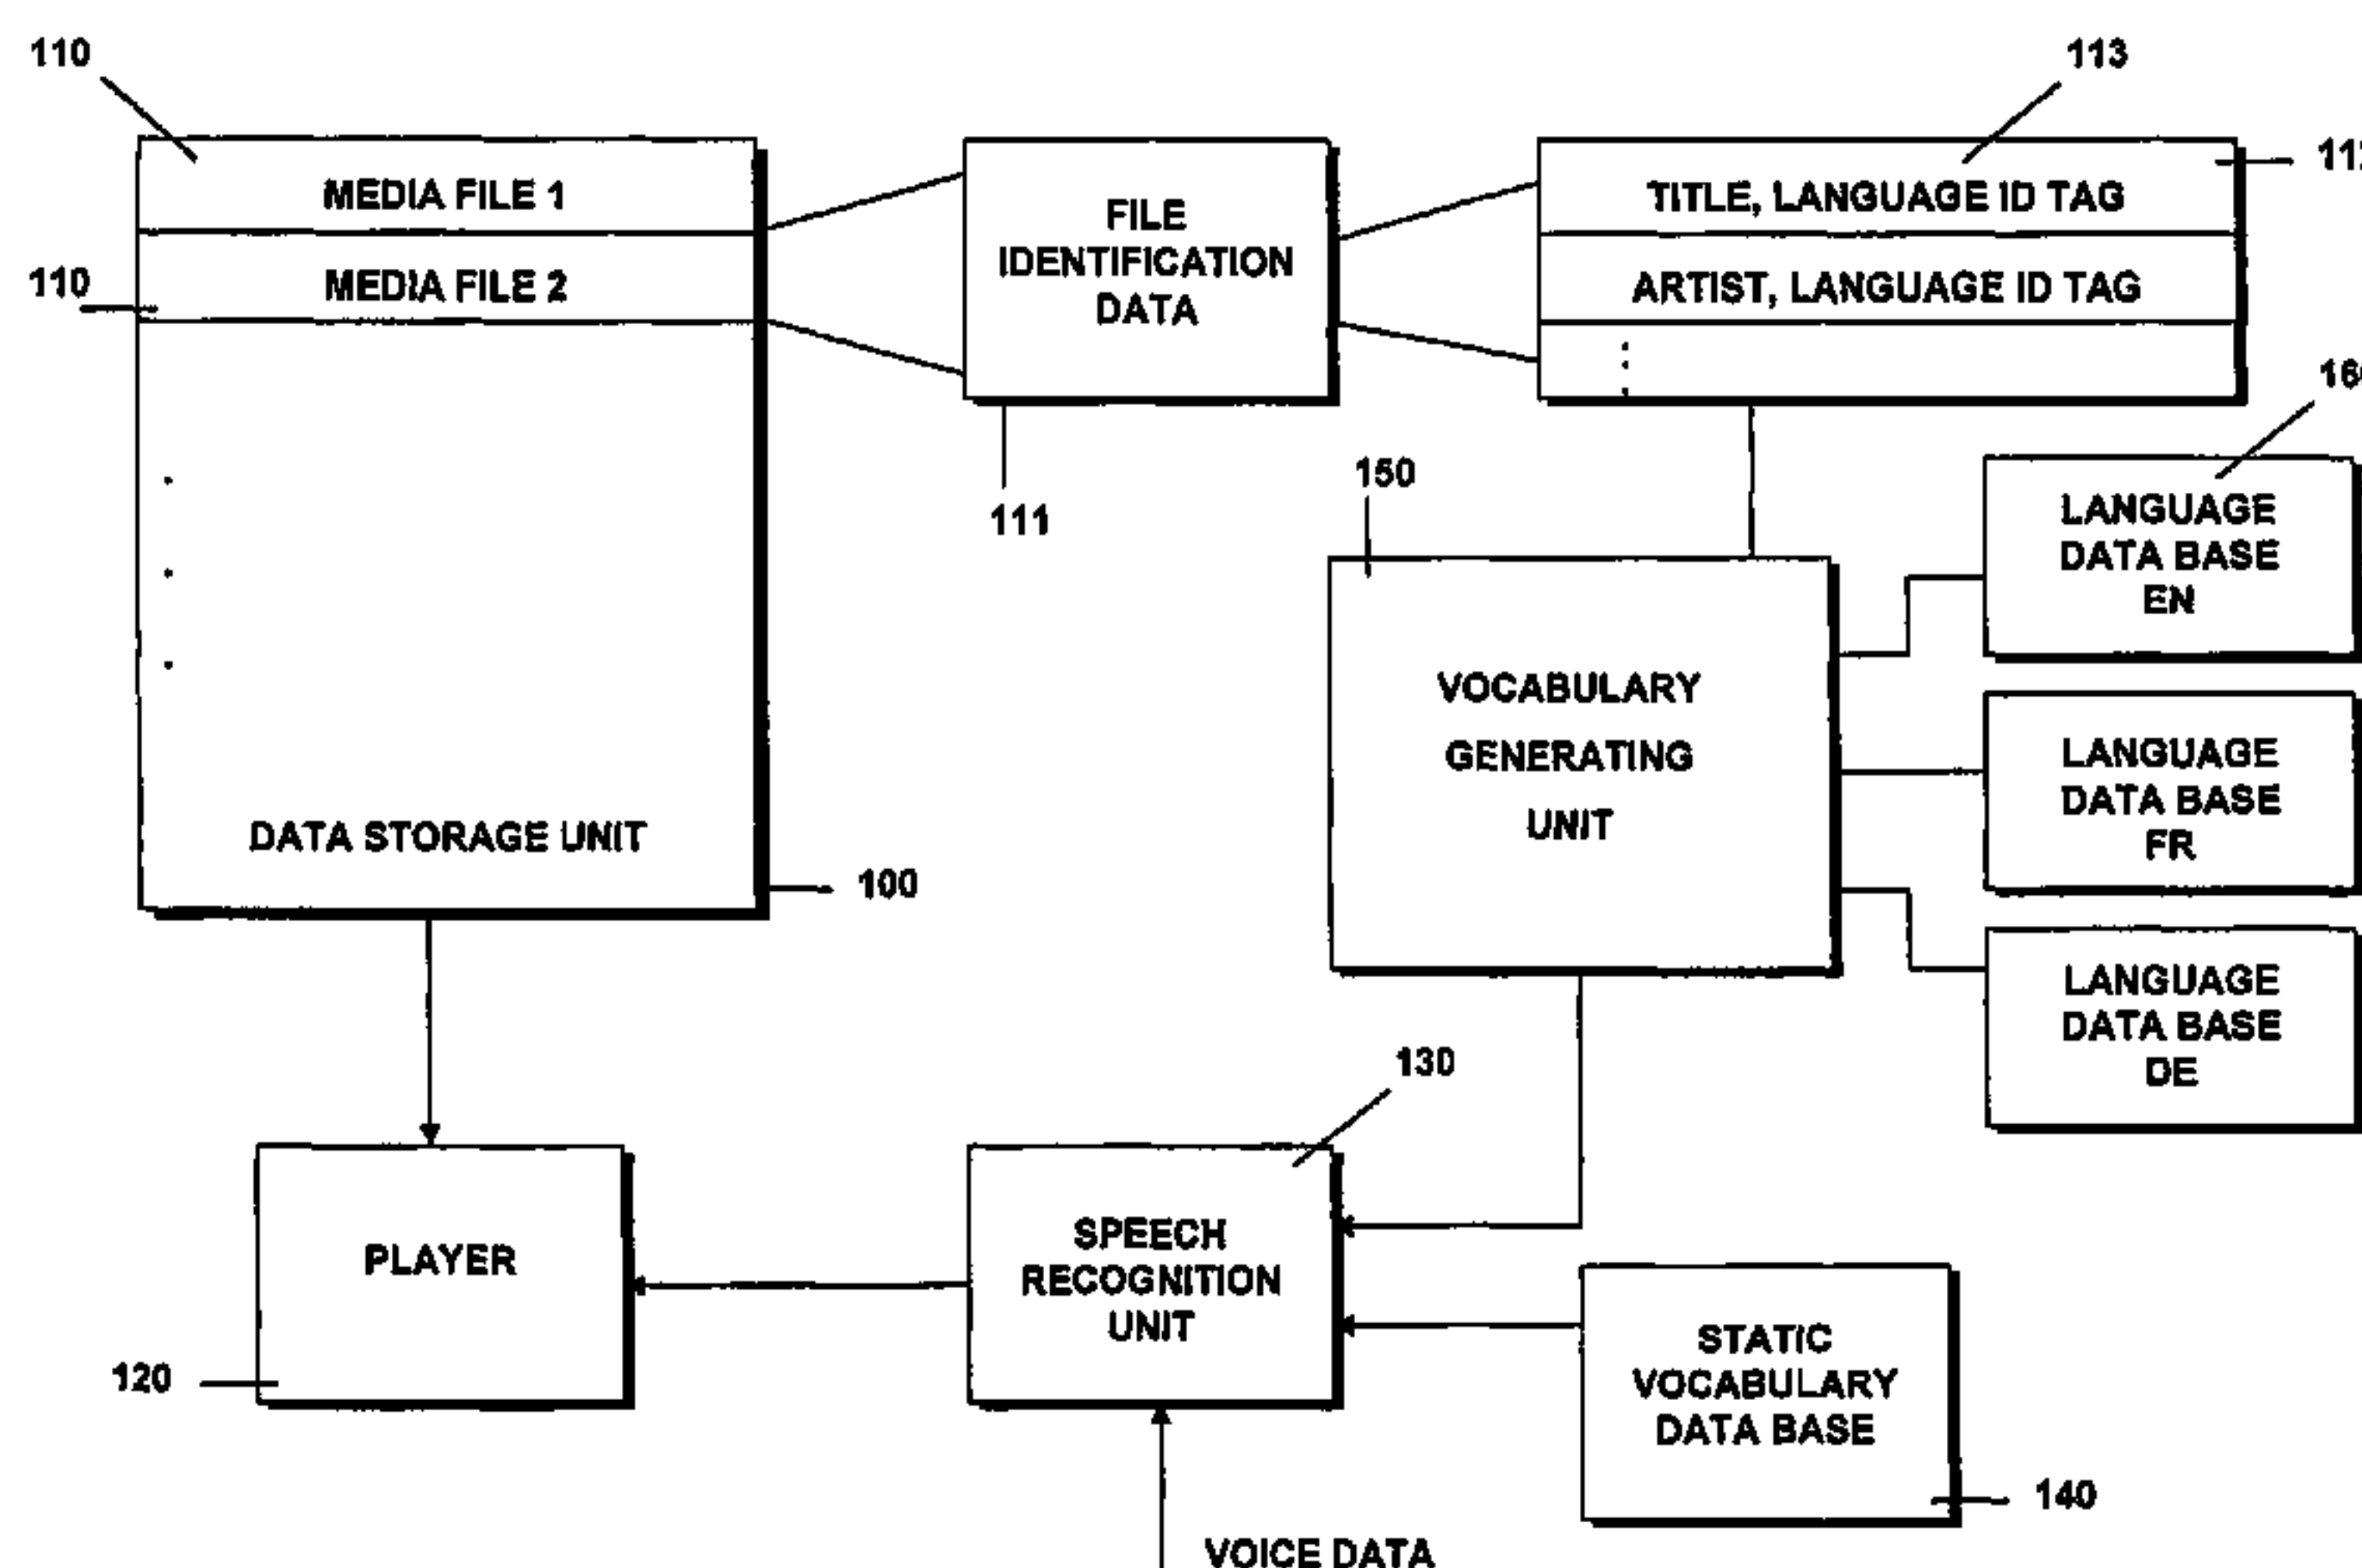 110
113
MEDIA FILE 1
FILE
IDENTIFICATION
DATA
TITLE, LANGUAGE ID TAG
110
MEDIA FILE 2
ARTIST, LANGUAGE ID TAG
111
150
LANGUAGE
DATA BASE
EN
VOCABULARY
GENERATING
UNIT
LANGUAGE
DATA BASE
FR
DATA STORAGE UNIT
100
LANGUAGE
DATA BASE
DE
130
PLAYER
SPEECH
RECOGNITION
UNIT
120
STATIC
VOCABULARY
DATA BASE
140
VOICE DATA